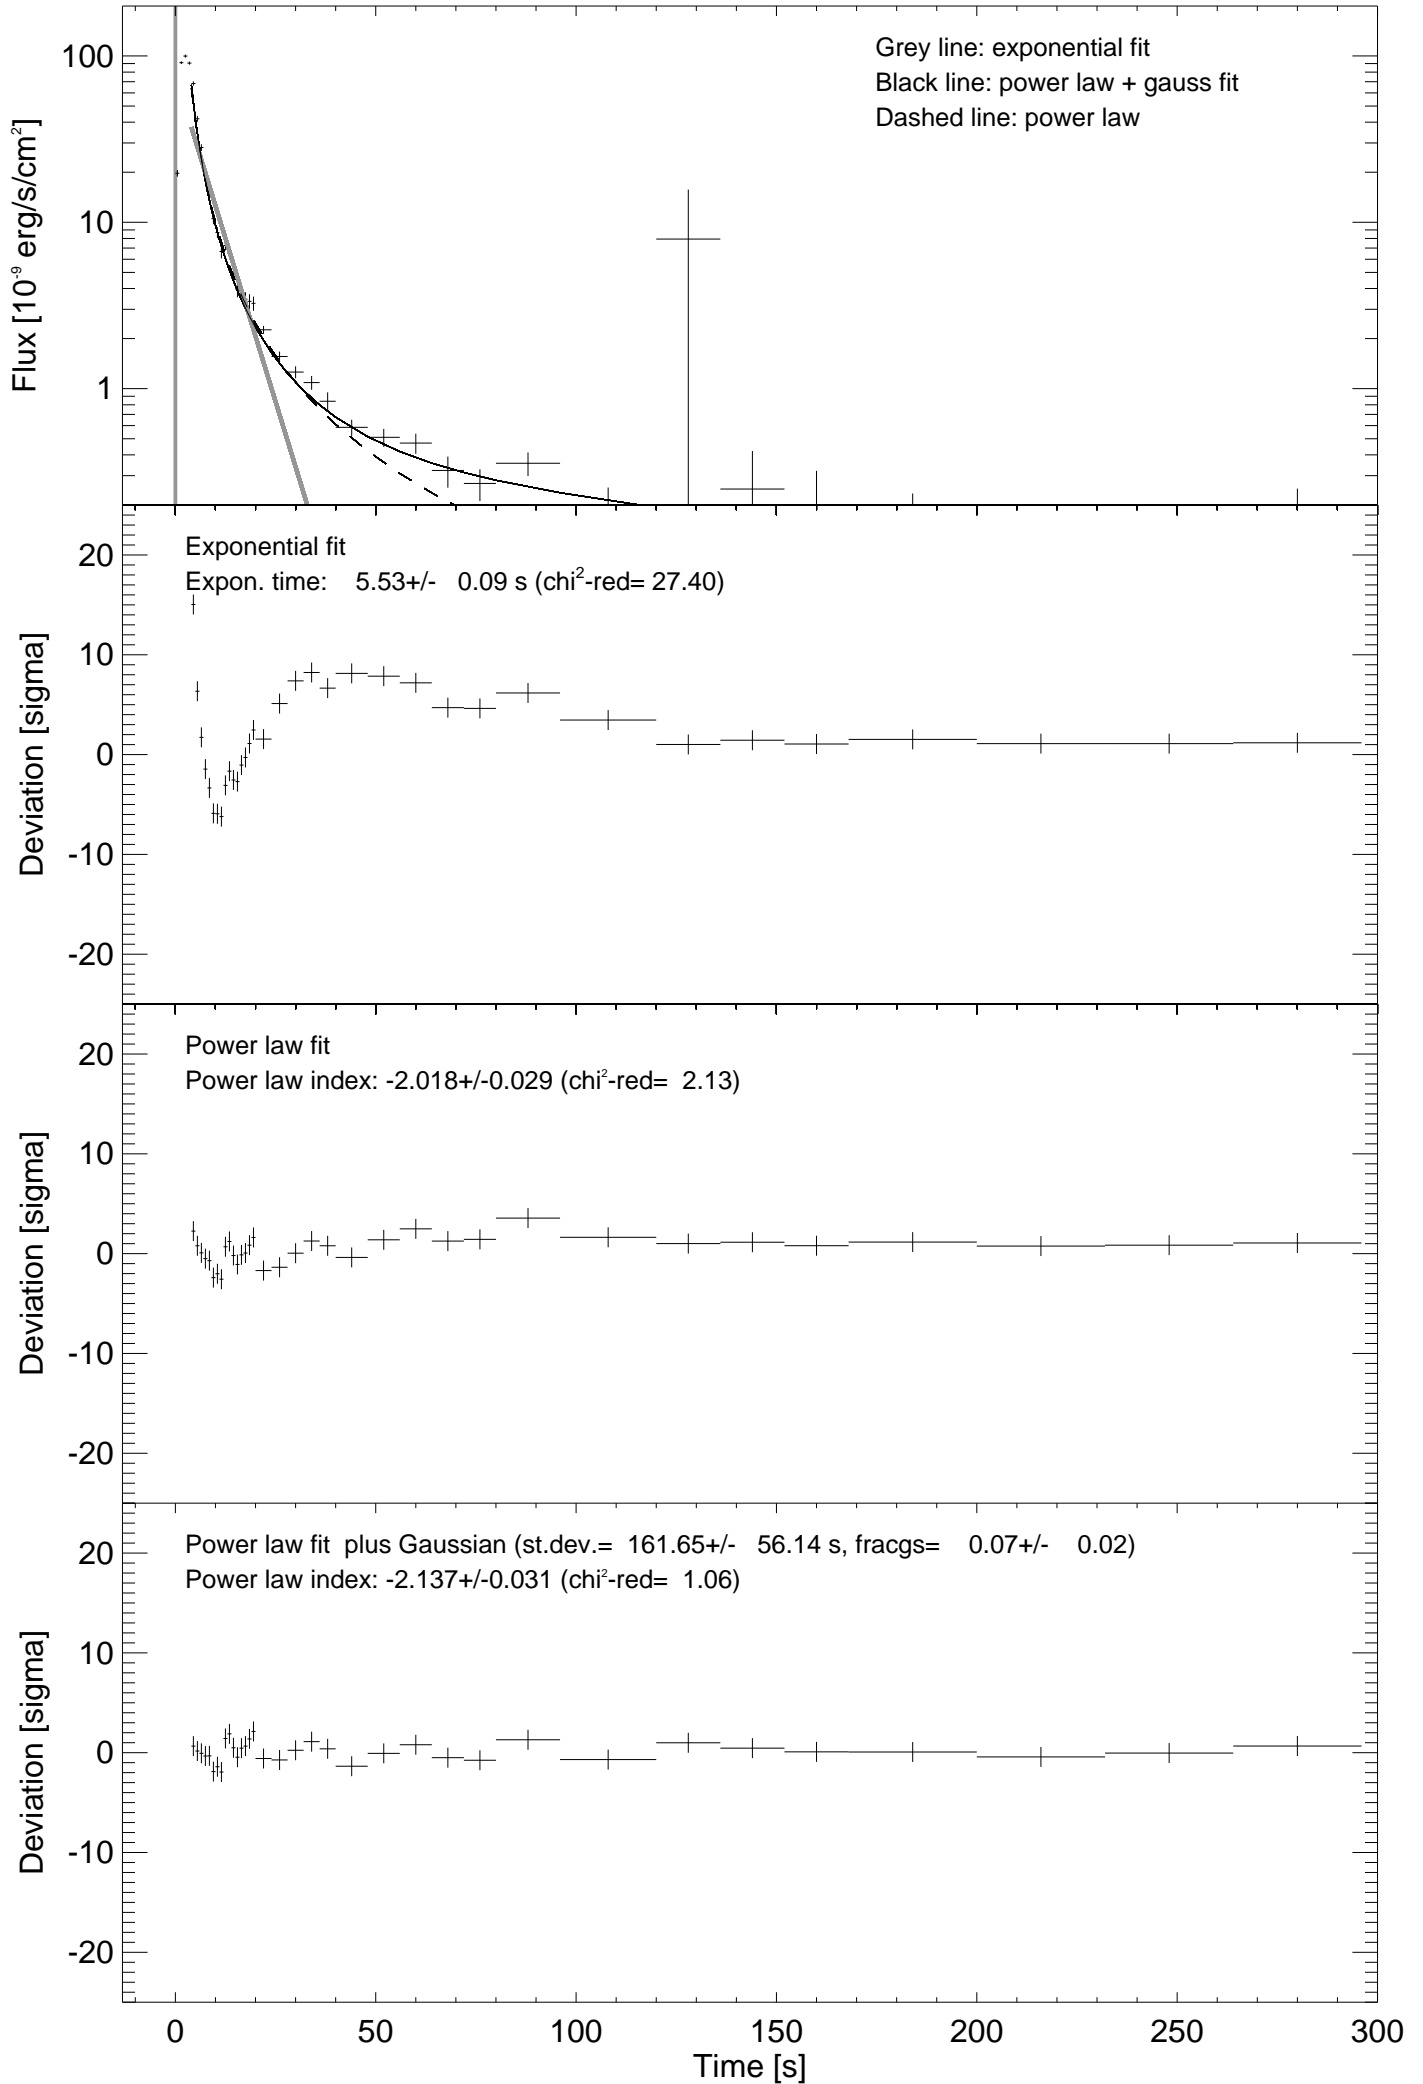 100
10
1
Flux [10⁻⁹ erg/s/cm²]
Grey line: exponential fit
Black line: power law + gauss fit
Dashed line: power law
20
10
0
-10
-20
Deviation [sigma]
Exponential fit
Expon. time: 5.53+/- 0.09 s (chi²-red= 27.40)
20
10
0
-10
-20
Deviation [sigma]
Power law fit
Power law index: -2.018+/-0.029 (chi²-red= 2.13)
20
10
0
-10
-20
Deviation [sigma]
Power law fit plus Gaussian (st.dev.= 161.65+/- 56.14 s, fracgs= 0.07+/- 0.02)
Power law index: -2.137+/-0.031 (chi²-red= 1.06)
0 50 100 150 200 250 300
Time [s]